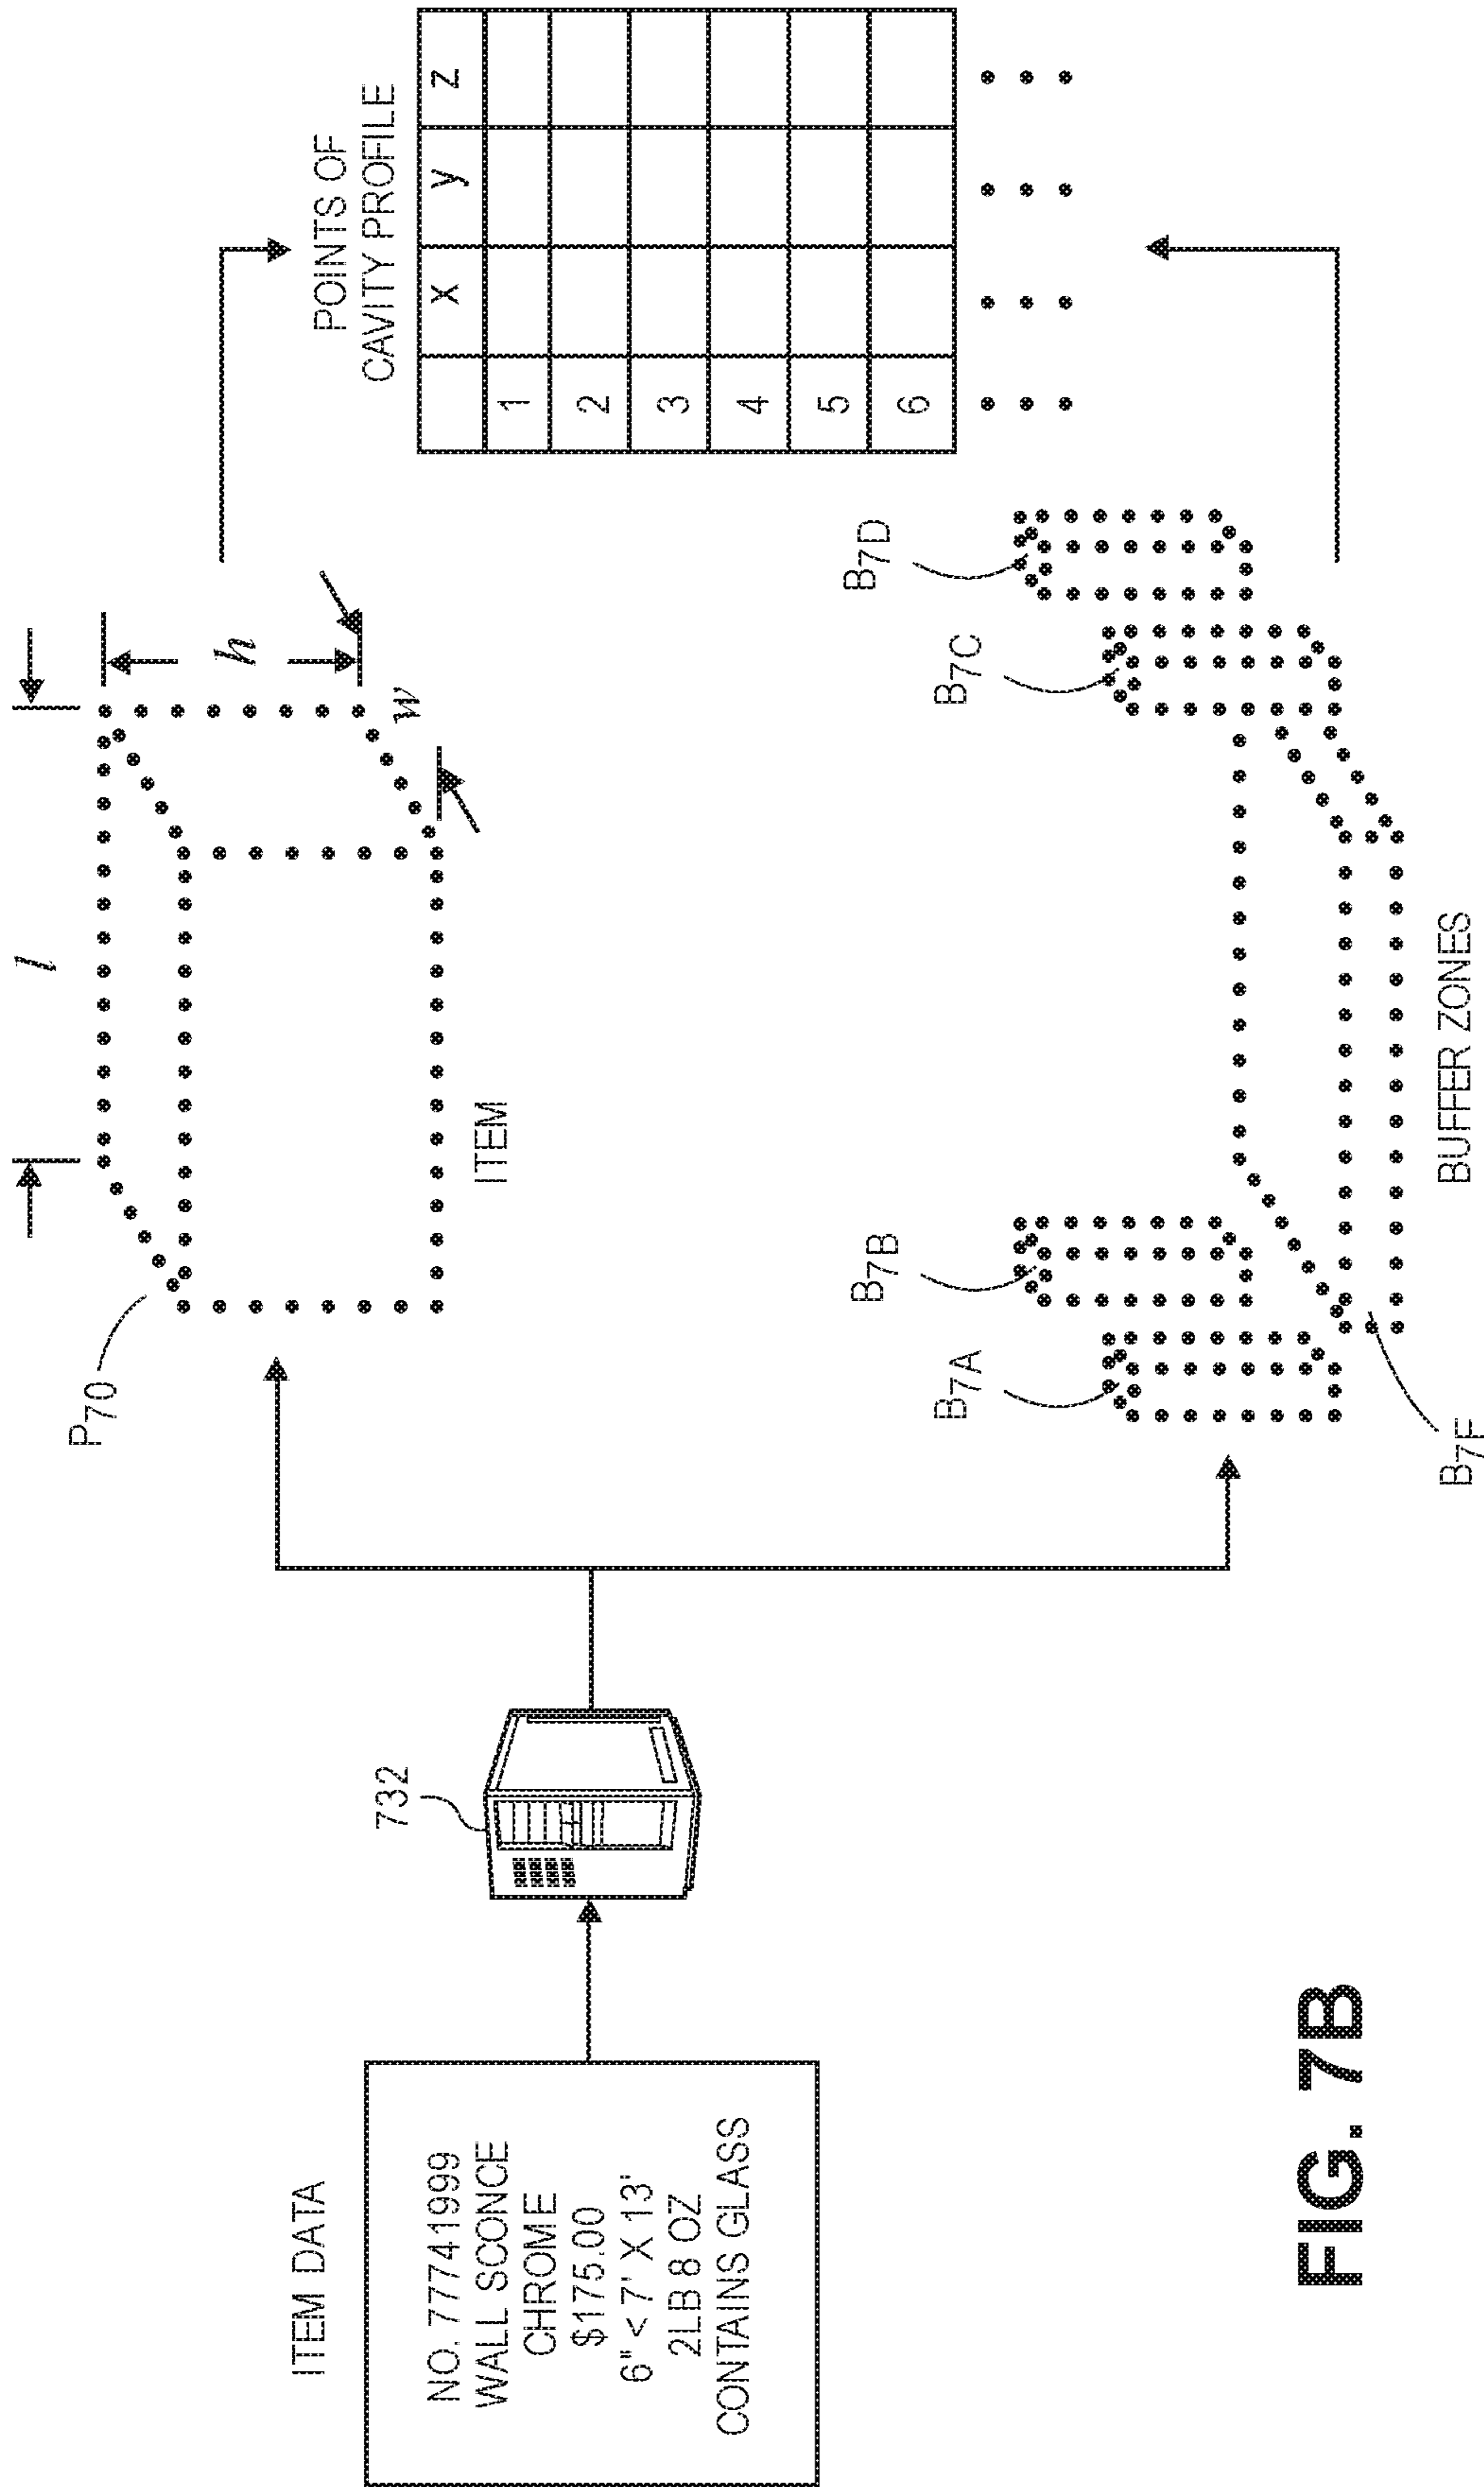 ITEM DATA
NO. 77741999
WALL SCONCE
CHROME
$175.00
6" < 7' X 13'
2LB 8 OZ
CONTAINS GLASS
732
P70
l
h
w
ITEM
B7A
B7B
B7C
B7D
B7F
BUFFER ZONES
POINTS OF
CAVITY PROFILE
x y z
1
2
3
4
5
6
FIG. 7B